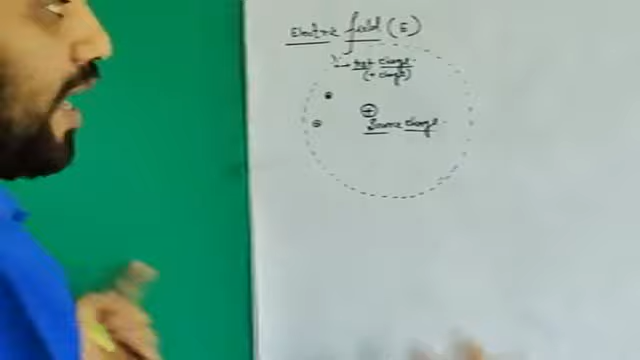 Electric field (E)
test charge
(+ charge)
+
Source charge